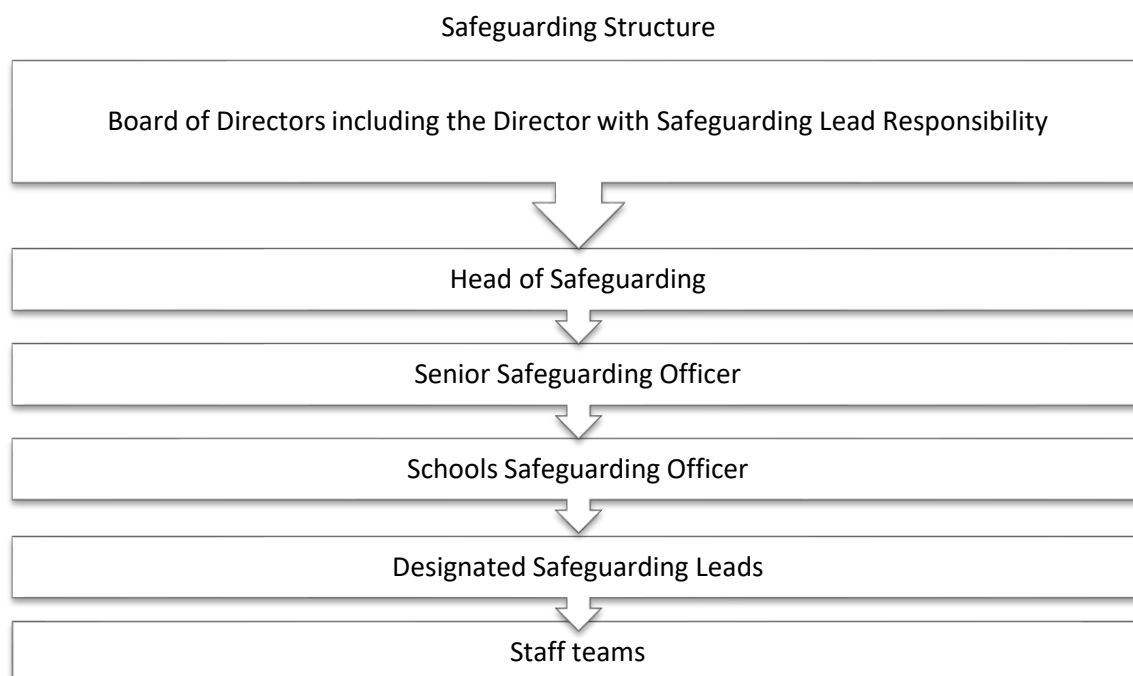 Safeguarding Structure
Board of Directors including the Director with Safeguarding Lead Responsibility
Head of Safeguarding
Senior Safeguarding Officer
Schools Safeguarding Officer
Designated Safeguarding Leads
Staff teams